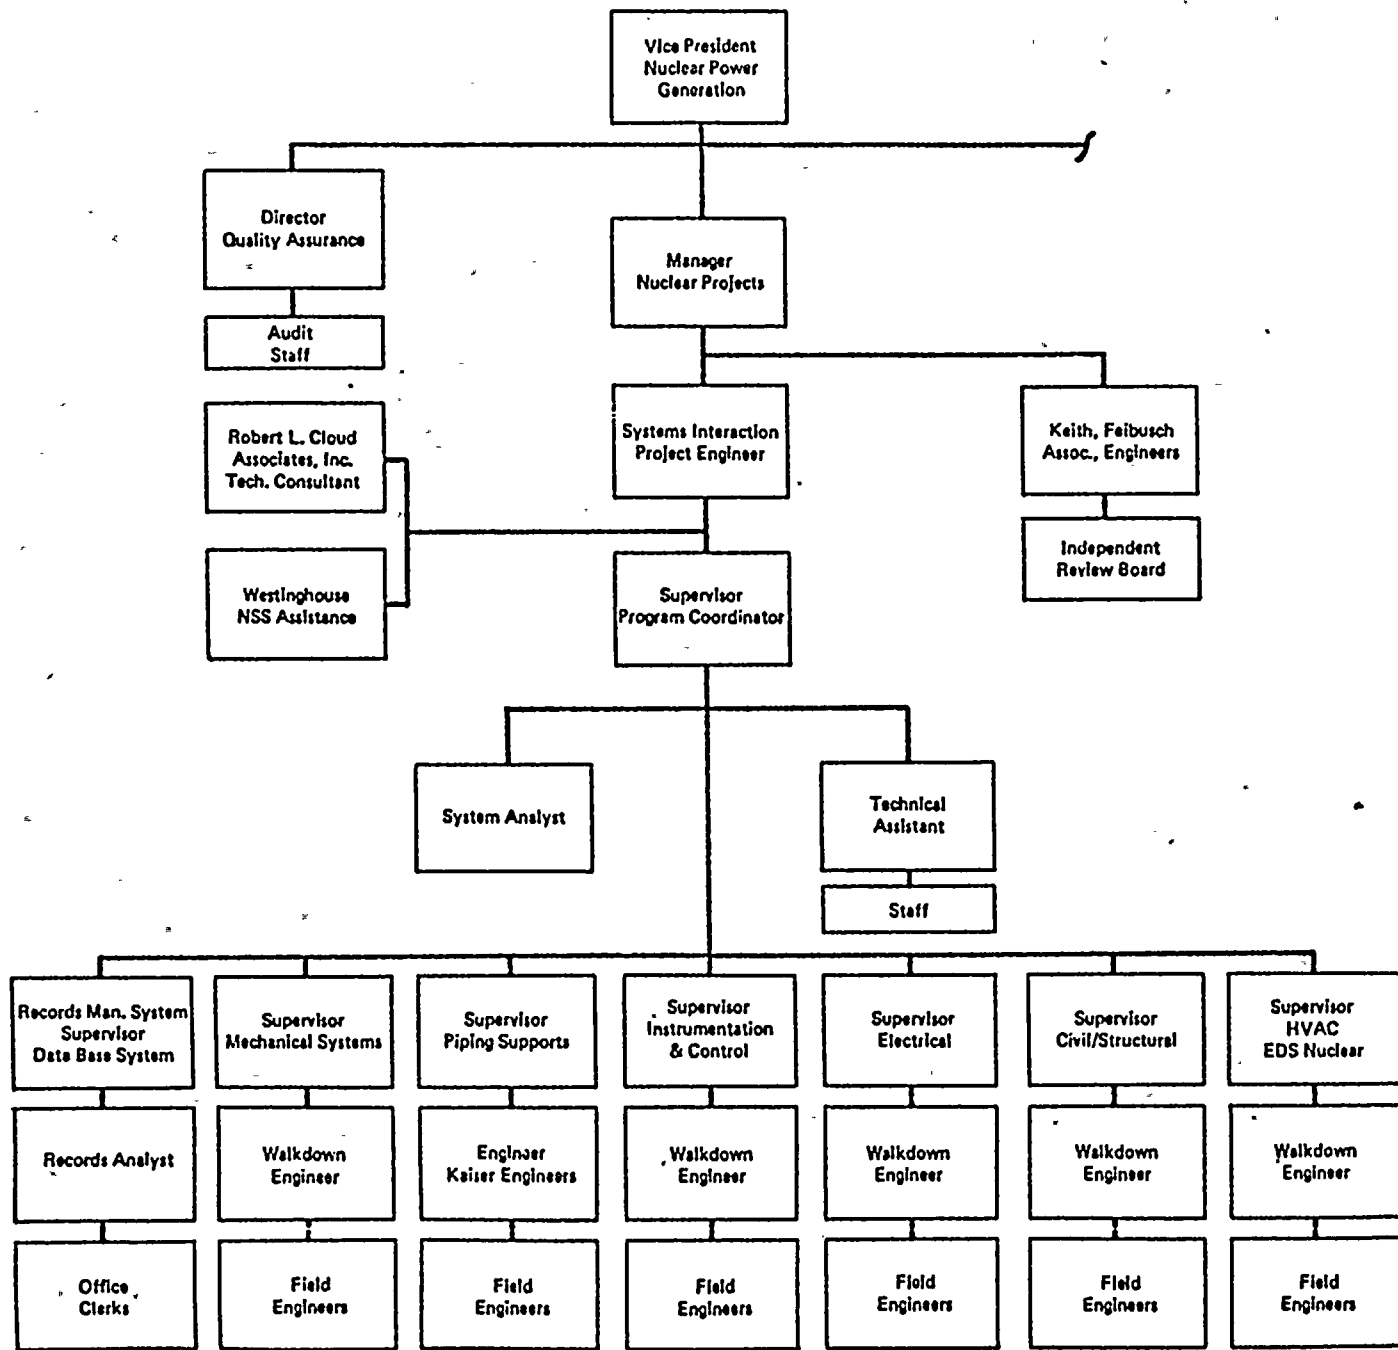 Vice President
Nuclear Power
Generation
Director
Quality Assurance
Manager
Nuclear Projects
Audit
Staff
Robert L. Cloud
Associates, Inc.
Tech. Consultant
Systems Interaction
Project Engineer
Keith, Feibusch
Assoc., Engineers
Independent
Review Board
Westinghouse
NSS Assistance
Supervisor
Program Coordinator
System Analyst
Technical
Assistant
Staff
Records Man. System
Supervisor
Data Base System
Supervisor
Mechanical Systems
Supervisor
Piping Supports
Supervisor
Instrumentation
& Control
Supervisor
Electrical
Supervisor
Civil/Structural
Supervisor
HVAC
EDS Nuclear
Records Analyst
Walkdown
Engineer
Engineer
Kaiser Engineers
Walkdown
Engineer
Walkdown
Engineer
Walkdown
Engineer
Walkdown
Engineer
Office
Clerks
Field
Engineers
Field
Engineers
Field
Engineers
Field
Engineers
Field
Engineers
Field
Engineers